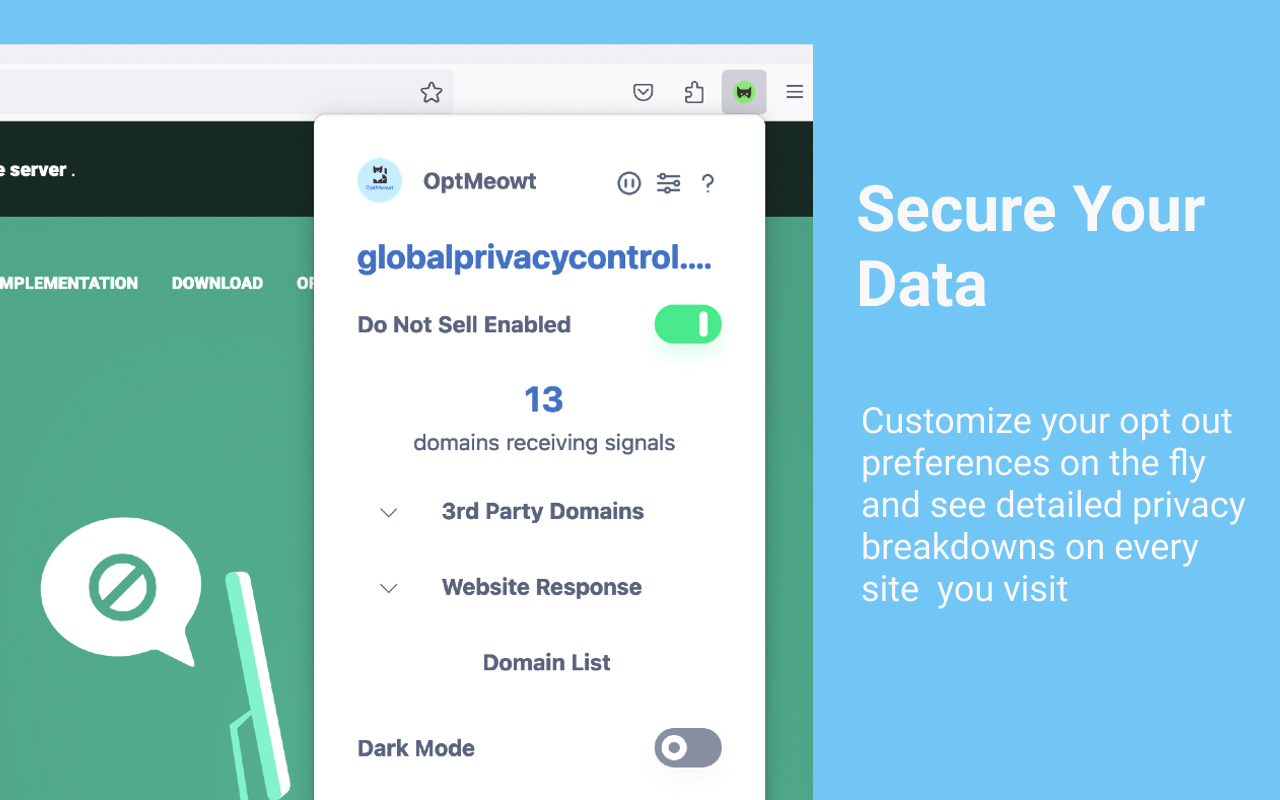 e server .
MPLEMENTATION DOWNLOAD OP
OptMeowt
OptMeowt ?
globalprivacycontrol....
Do Not Sell Enabled
13
domains receiving signals
3rd Party Domains
Website Response
Domain List
Dark Mode
Secure Your
Data
Customize your opt out
preferences on the fly
and see detailed privacy
breakdowns on every
site you visit